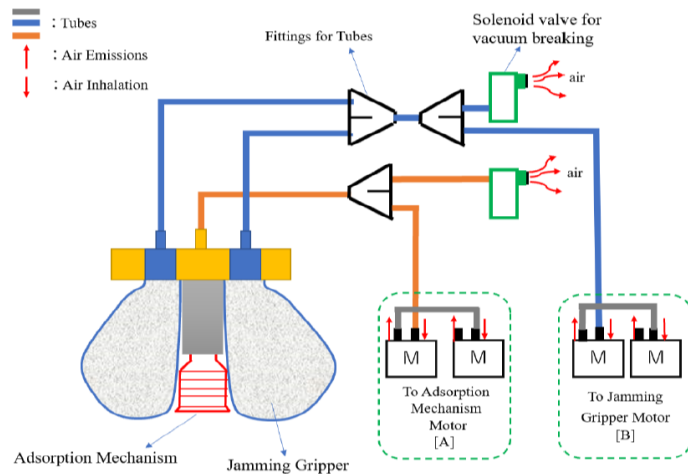 : Tubes
: Air Emissions
: Air Inhalation
Fittings for Tubes
Solenoid valve for
vacuum breaking
air
air
M
M
M
M
To Adsorption
Mechanism
Motor
[A]
To Jamming
Gripper Motor
[B]
Adsorption Mechanism
Jamming Gripper